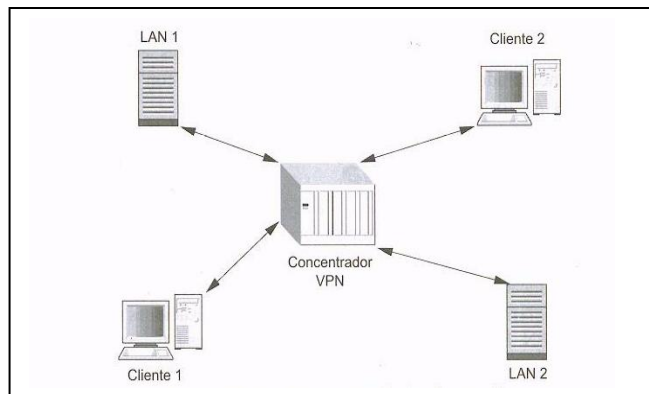 LAN 1
Cliente 2
Concentrador
VPN
Cliente 1
LAN 2